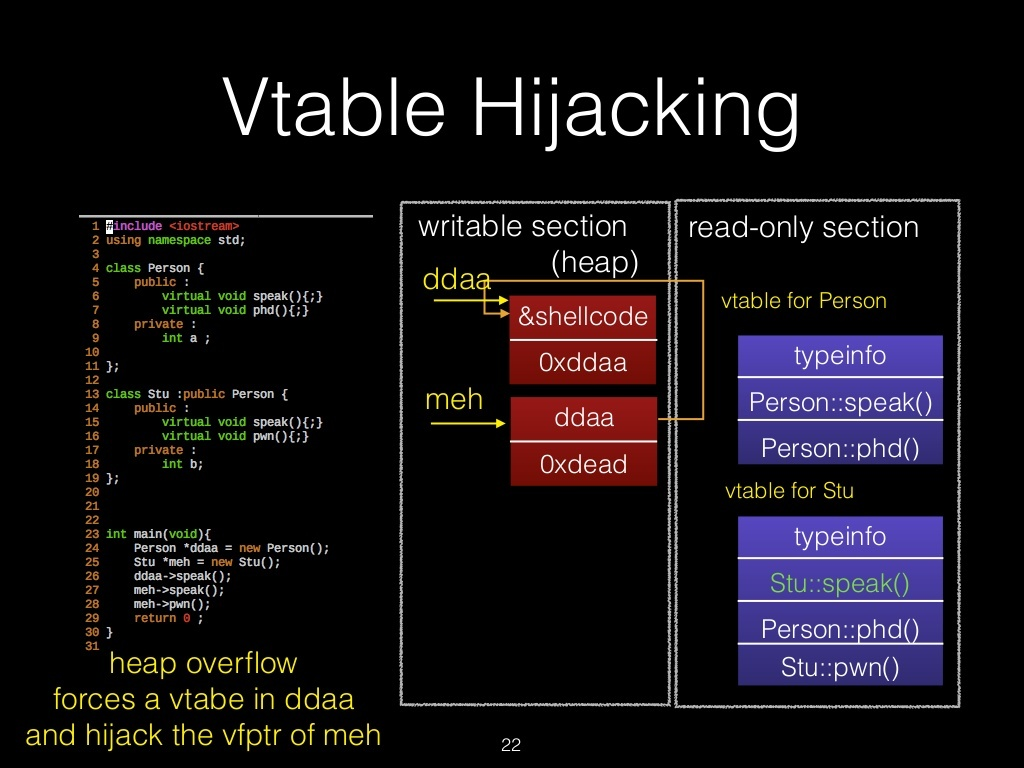 Vtable Hijacking
1 #include <iostream>
2 using namespace std;
3
4 class Person {
5     public :
6         virtual void speak(){;}
7         virtual void phd(){;}
8     private :
9         int a ;
10
11 };
12
13 class Stu :public Person {
14     public :
15         virtual void speak(){;}
16         virtual void pwn(){;}
17     private :
18         int b;
19 };
20
21
22
23 int main(void){
24     Person *ddaa = new Person();
25     Stu *meh = new Stu();
26     ddaa->speak();
27     meh->speak();
28     meh->pwn();
29     return 0 ;
30 }
31
heap overflow
forces a vtabe in ddaa
and hijack the vfptr of meh
writable section
(heap)
ddaa
&shellcode
0xddaa
meh
ddaa
0xdead
read-only section
vtable for Person
typeinfo
Person::speak()
Person::phd()
vtable for Stu
typeinfo
Stu::speak()
Person::phd()
Stu::pwn()
22